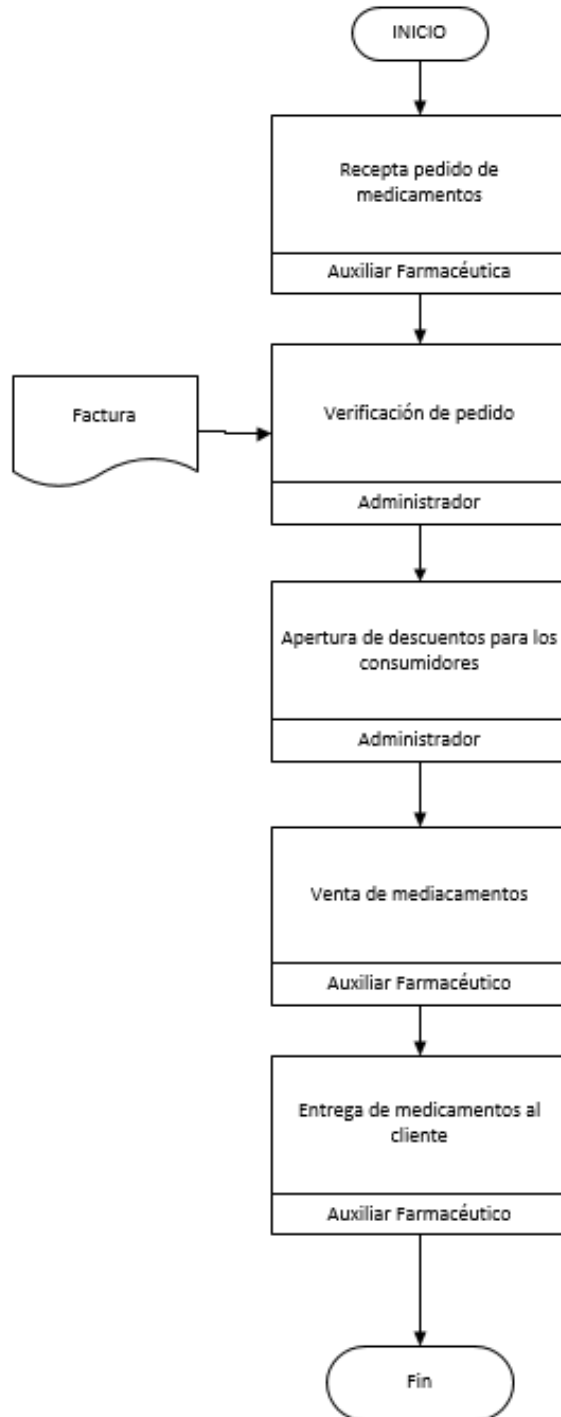 INICIO
Recepta pedido de
medicamentos
Auxiliar Farmacéutica
Factura
Verificación de pedido
Administrador
Apertura de descuentos para los
consumidores
Administrador
Venta de mediacamentos
Auxiliar Farmacéutico
Entrega de medicamentos al
cliente
Auxiliar Farmacéutico
Fin